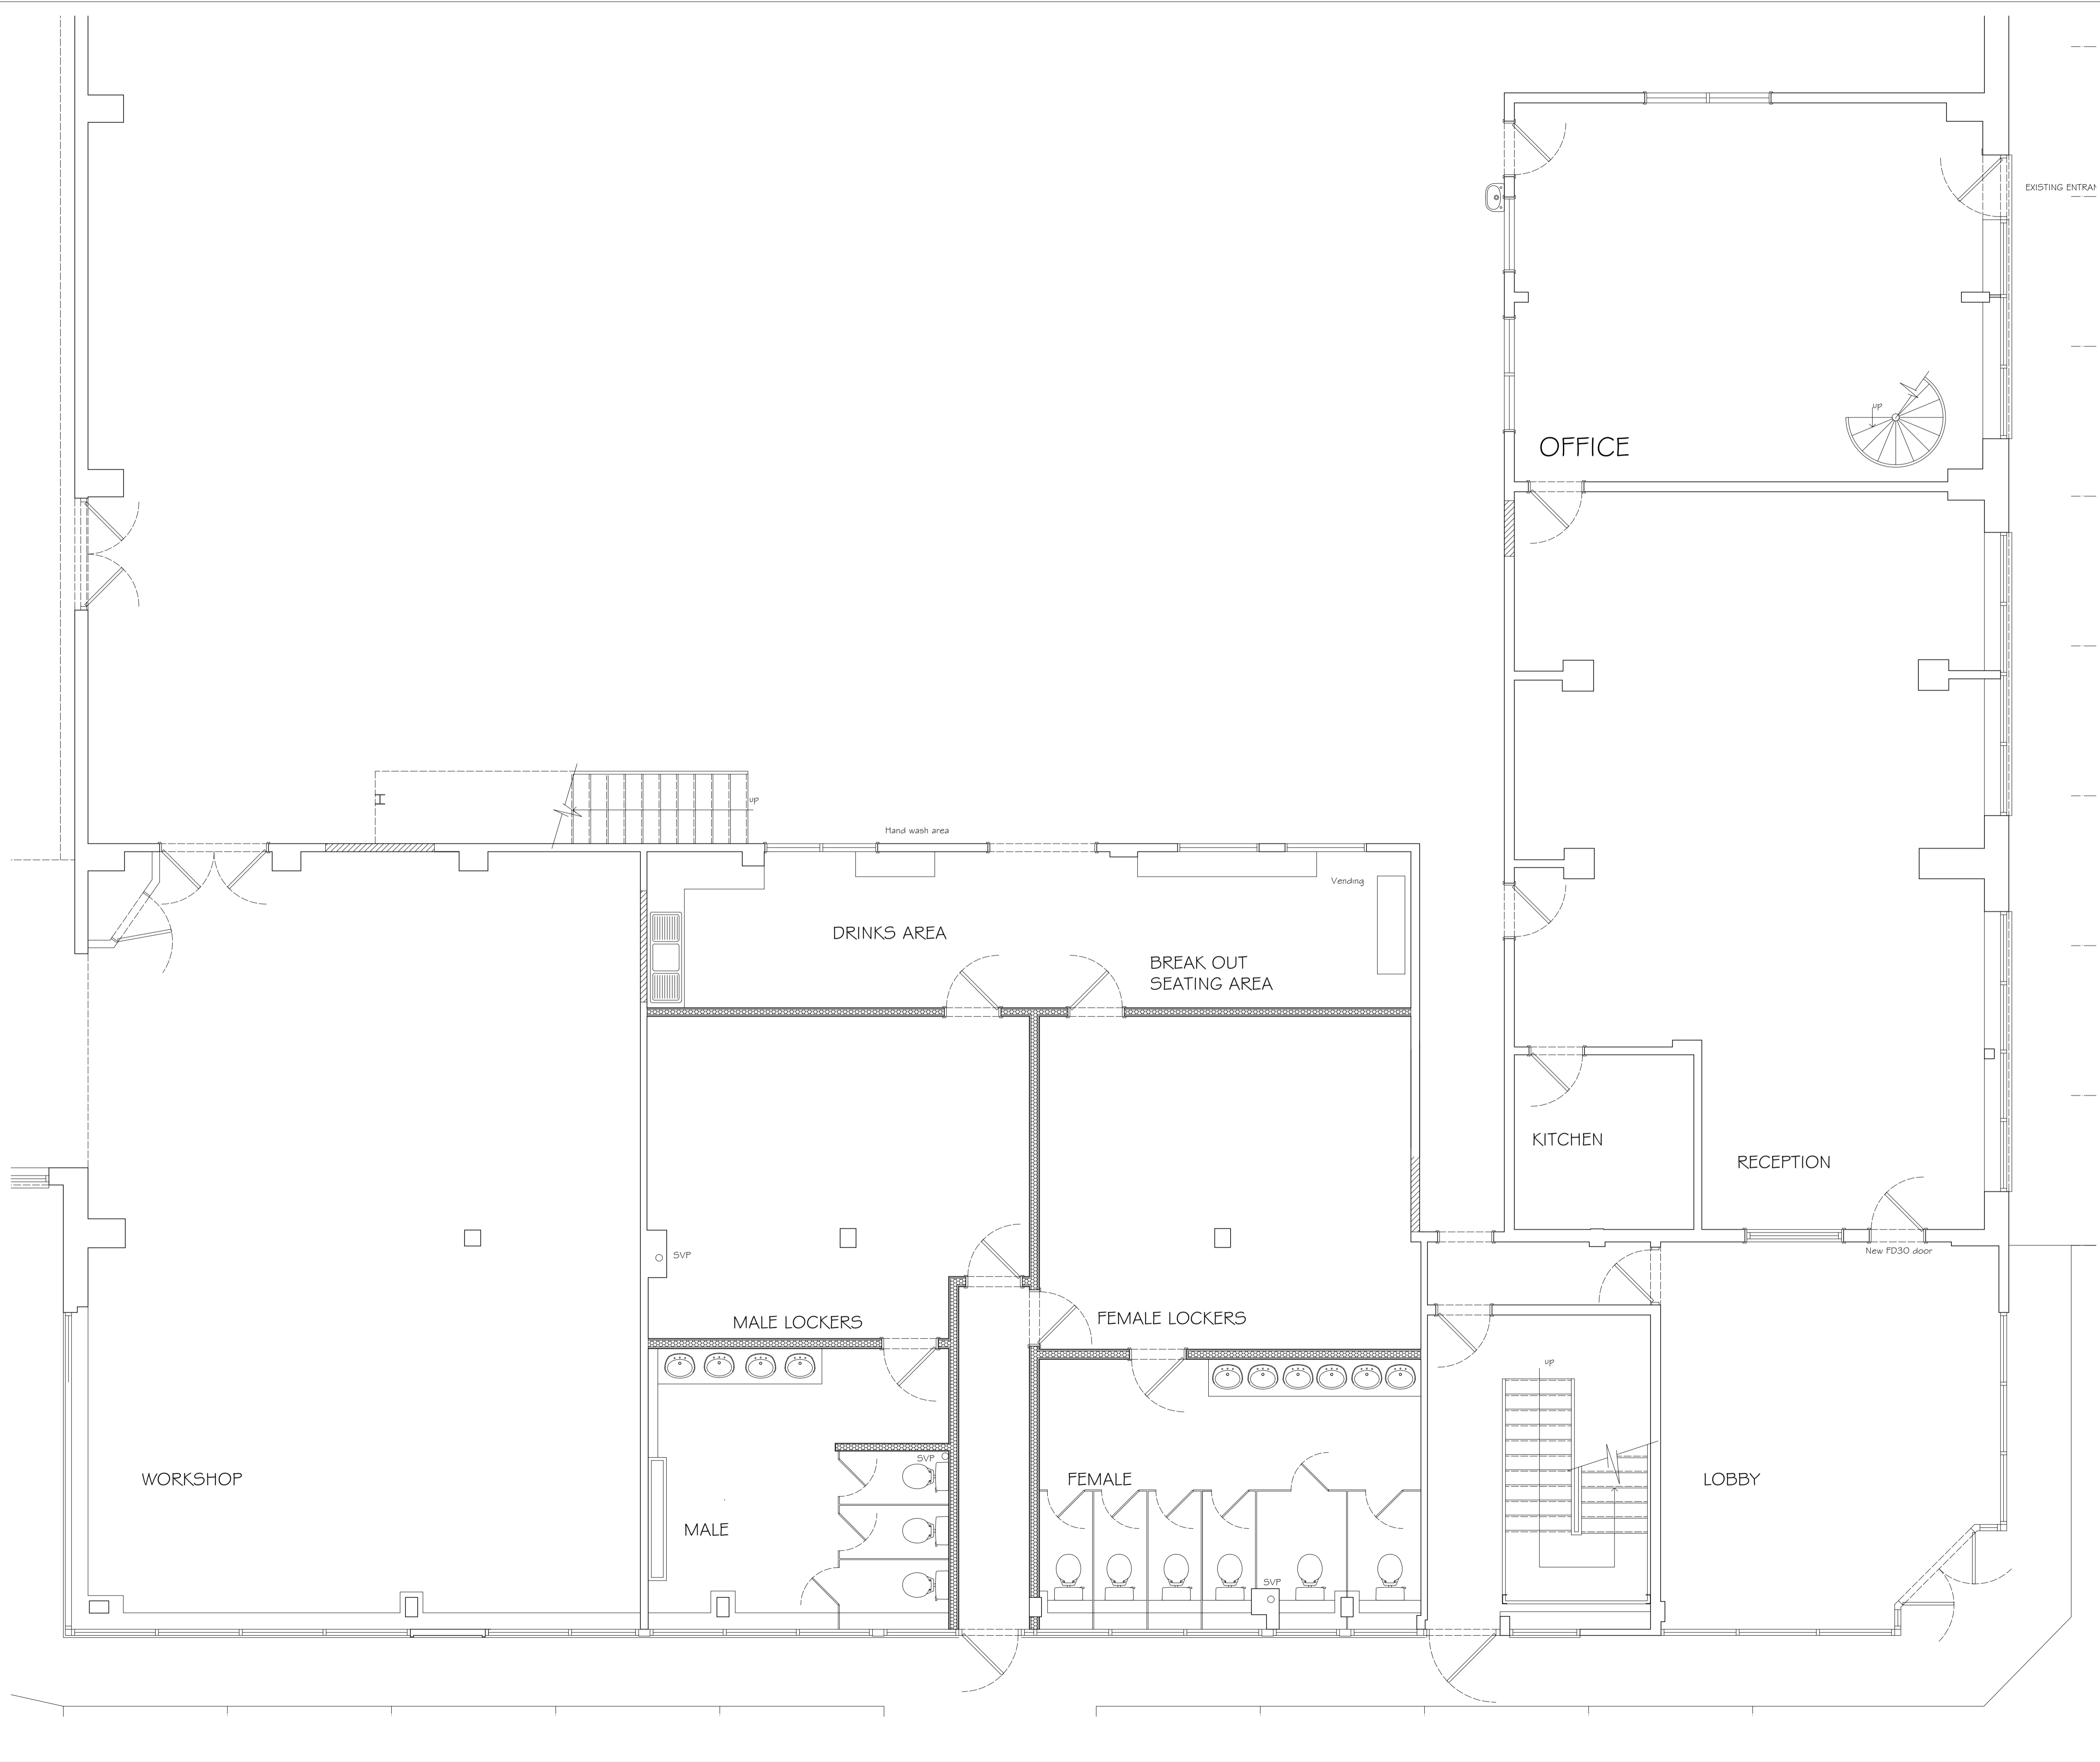 EXISTING ENTRAN
up
OFFICE
up
Hand wash area
Vending
DRINKS AREA
BREAK OUT
SEATING AREA
KITCHEN
RECEPTION
New FD30 door
SVP
MALE LOCKERS
FEMALE LOCKERS
up
SVP
WORKSHOP
FEMALE
LOBBY
MALE
SVP